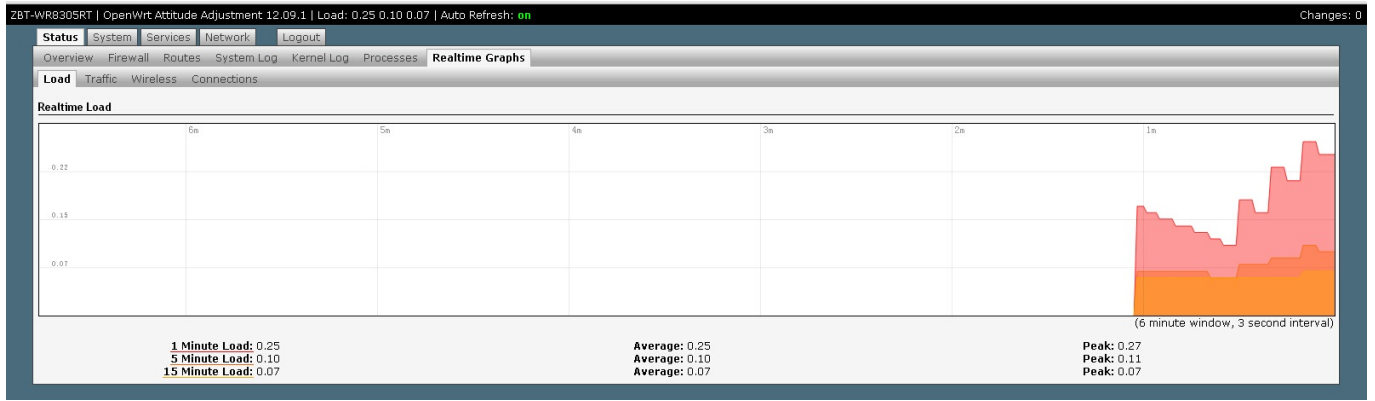 ZBT-WR8305RT | OpenWrt Attitude Adjustment 12.09.1 | Load: 0.25 0.10 0.07 | Auto Refresh: on Changes: 0
Status System Services Network Logout
Overview Firewall Routes System Log Kernel Log Processes Realtime Graphs
Load Traffic Wireless Connections
Realtime Load
6m 5m 4m 3m 2m 1m
0.22
0.15
0.07
(6 minute window, 3 second interval)
1 Minute Load: 0.25 Average: 0.25 Peak: 0.27
5 Minute Load: 0.10 Average: 0.10 Peak: 0.11
15 Minute Load: 0.07 Average: 0.07 Peak: 0.07